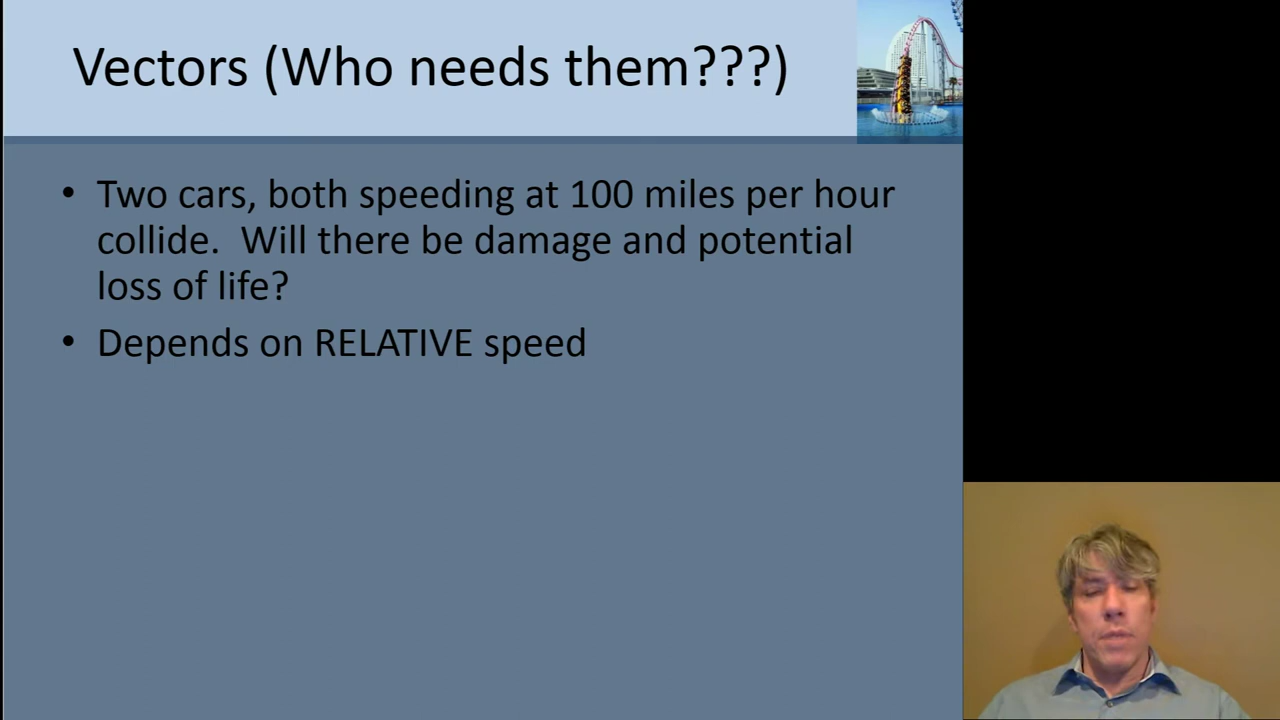 Vectors (Who needs them???)
• Two cars, both speeding at 100 miles per hour
collide.  Will there be damage and potential
loss of life?
• Depends on RELATIVE speed